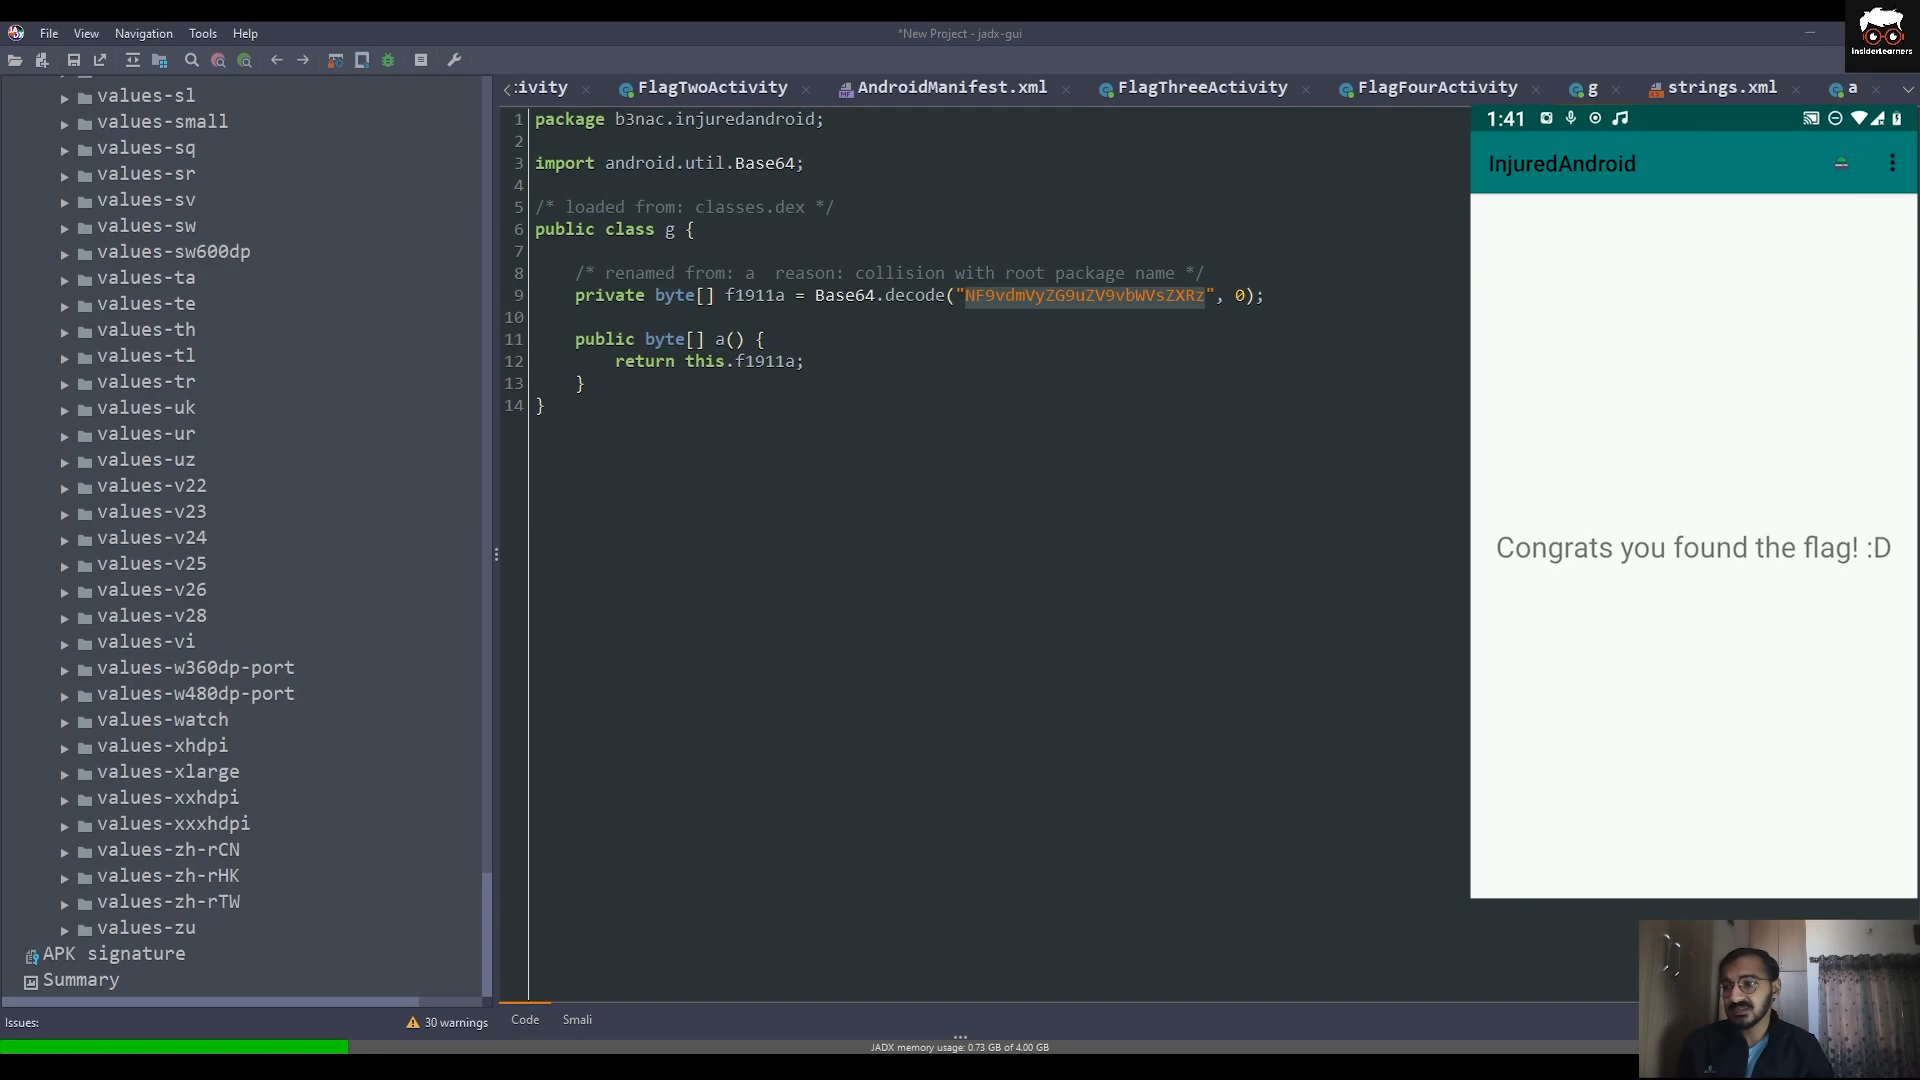 File View Navigation Tools Help
*New Project - jadx-gui
InsiderLearners
values-sl
values-small
values-sq
values-sr
values-sv
values-sw
values-sw600dp
values-ta
values-te
values-th
values-tl
values-tr
values-uk
values-ur
values-uz
values-v22
values-v23
values-v24
values-v25
values-v26
values-v28
values-vi
values-w360dp-port
values-w480dp-port
values-watch
values-xhdpi
values-xlarge
values-xxhdpi
values-xxxhdpi
values-zh-rCN
values-zh-rHK
values-zh-rTW
values-zu
APK signature
Summary
Issues: 30 warnings
:ivity FlagTwoActivity AndroidManifest.xml FlagThreeActivity FlagFourActivity g strings.xml a
1 package b3nac.injuredandroid;
2
3 import android.util.Base64;
4
5 /* loaded from: classes.dex */
6 public class g {
7
8 /* renamed from: a  reason: collision with root package name */
9 private byte[] f1911a = Base64.decode("NF9vdmVyZG9uZV9vbWVsZXRz", 0);
10
11 public byte[] a() {
12 return this.f1911a;
13 }
14 }
Code Smali
JADX memory usage: 0.73 GB of 4.00 GB
1:41
InjuredAndroid
Congrats you found the flag! :D